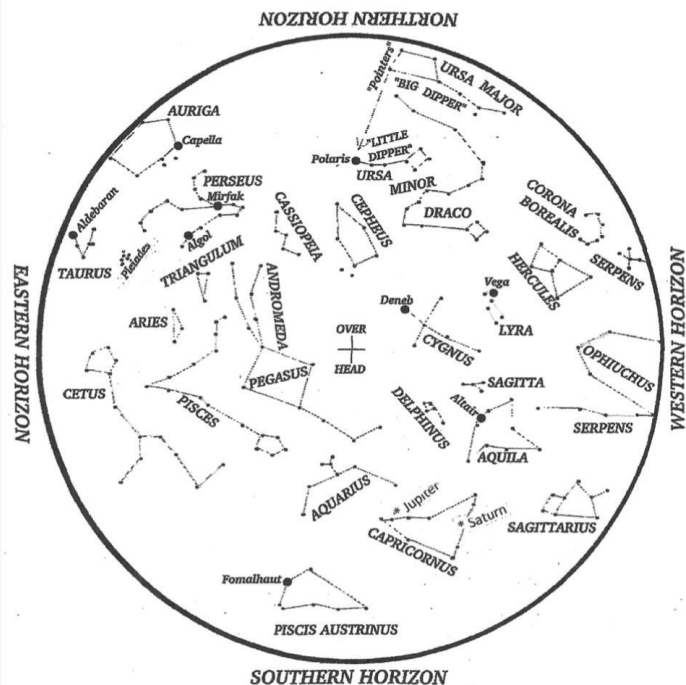 NORTHERN HORIZON
"Pointers"
URSA MAJOR
"BIG DIPPER"
AURIGA
Capella
"LITTLE
DIPPER"
Polaris
URSA
MINOR
PERSEUS
Mirfak
CASSIOPEIA
CEPHEUS
DRACO
CORONA
BOREALIS
SERPENS
HERCULES
Aldebaran
TAURUS
Pleiades
Algol
TRIANGULUM
ANDROMEDA
Deneb
Vega
LYRA
ARIES
OVER
HEAD
CYGNUS
OPHIUCHUS
EASTERN HORIZON
WESTERN HORIZON
CETUS
PISCES
PEGASUS
DELPHINUS
SAGITTA
Altair
SERPENS
AQUILA
AQUARIUS
* Jupiter
* Saturn
CAPRICORNUS
SAGITTARIUS
Fomalhaut
PISCIS AUSTRINUS
SOUTHERN HORIZON